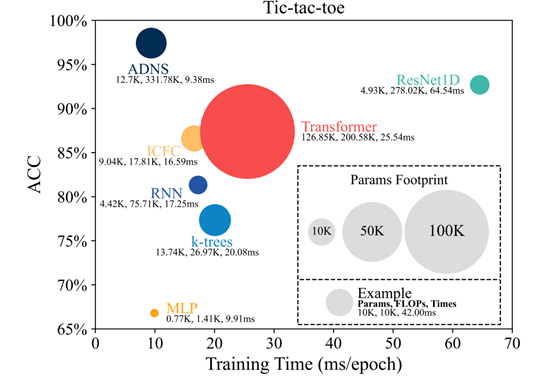 Tic-tac-toe
100%
95%
90%
85%
80%
75%
70%
65%
ACC
ADNS
12.7K, 331.78K, 9.38ms
ResNet1D
4.93K, 278.02K, 64.54ms
Transformer
126.85K, 200.58K, 25.54ms
ICFC
9.04K, 17.81K, 16.59ms
RNN
4.42K, 75.71K, 17.25ms
k-trees
13.74K, 26.97K, 20.08ms
MLP
0.77K, 1.41K, 9.91ms
Params Footprint
10K
50K
100K
Example
Params, FLOPs, Times
10K, 10K, 42.00ms
0 10 20 30 40 50 60 70
Training Time (ms/epoch)